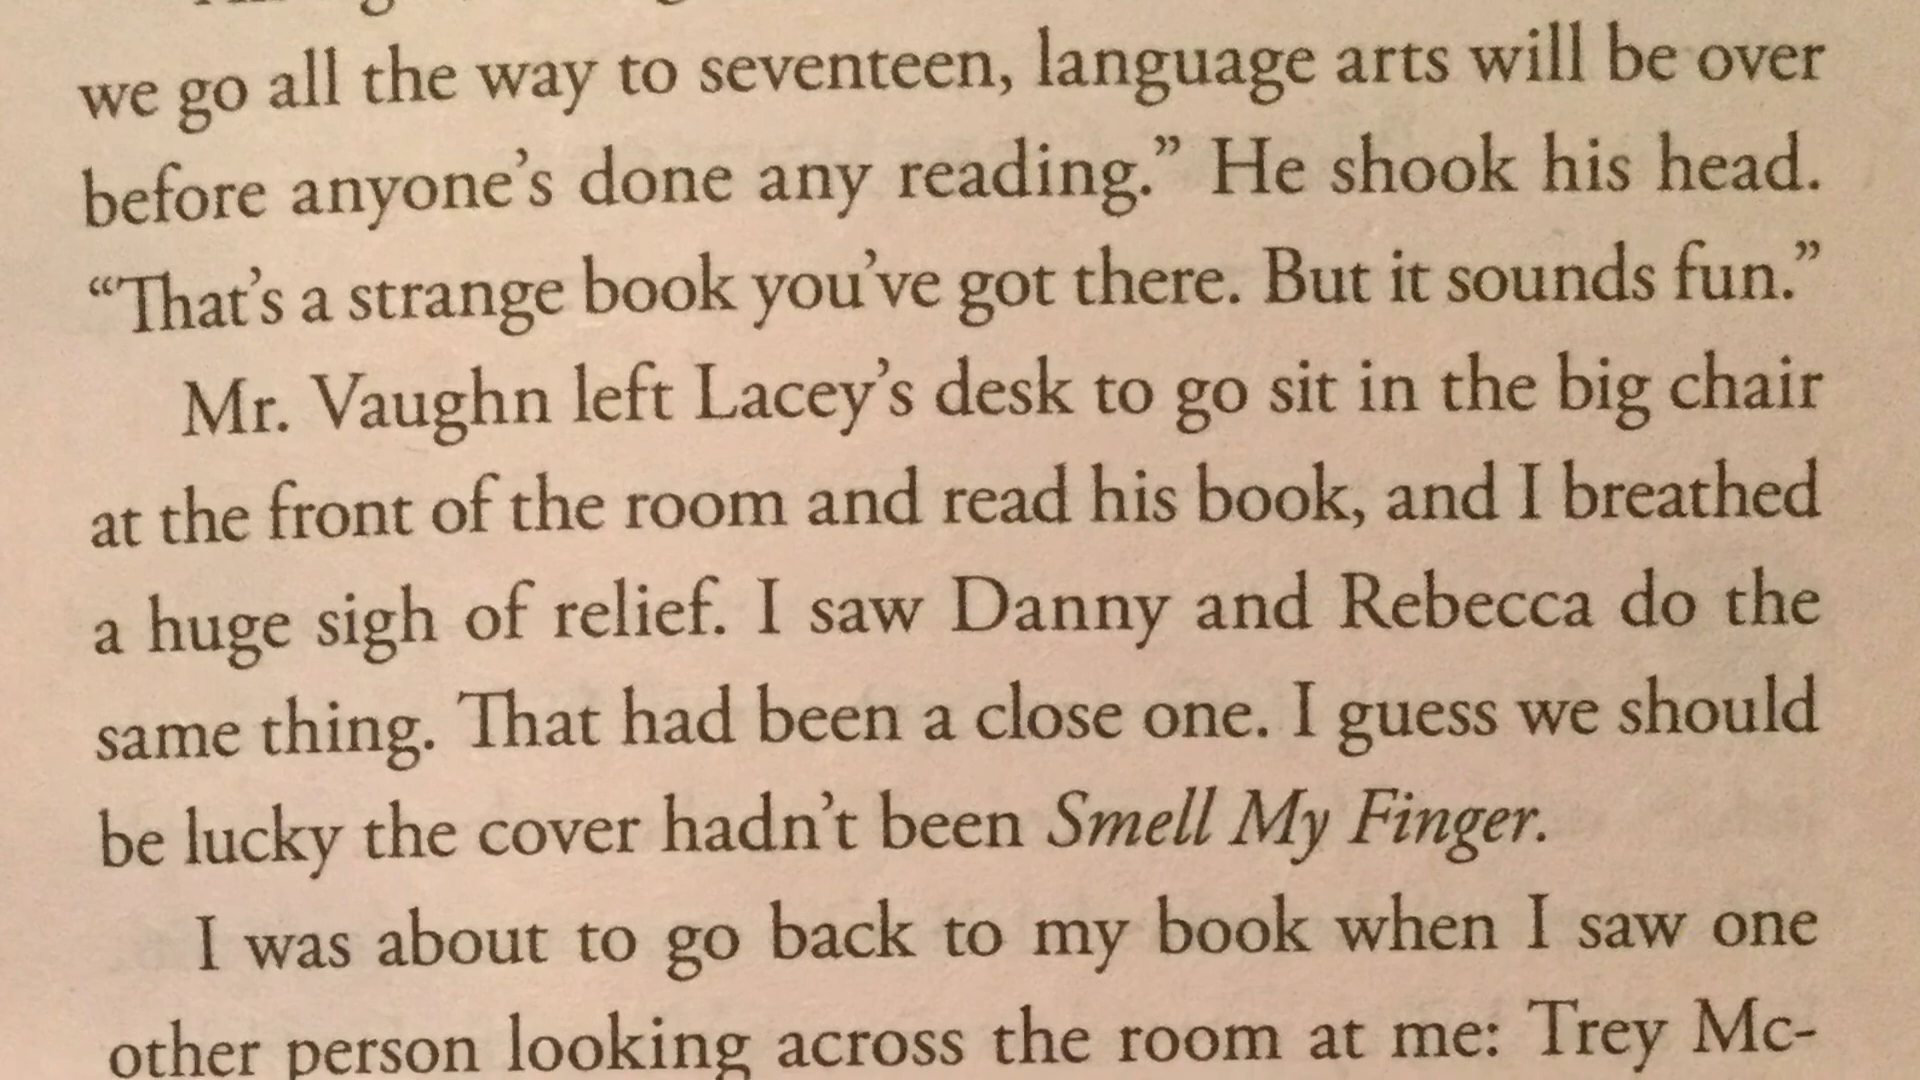 we go all the way to seventeen, language arts will be over
before anyone’s done any reading.” He shook his head.
“That’s a strange book you’ve got there. But it sounds fun.”
Mr. Vaughn left Lacey’s desk to go sit in the big chair
at the front of the room and read his book, and I breathed
a huge sigh of relief. I saw Danny and Rebecca do the
same thing. That had been a close one. I guess we should
be lucky the cover hadn’t been Smell My Finger.
I was about to go back to my book when I saw one
other person looking across the room at me: Trey Mc-